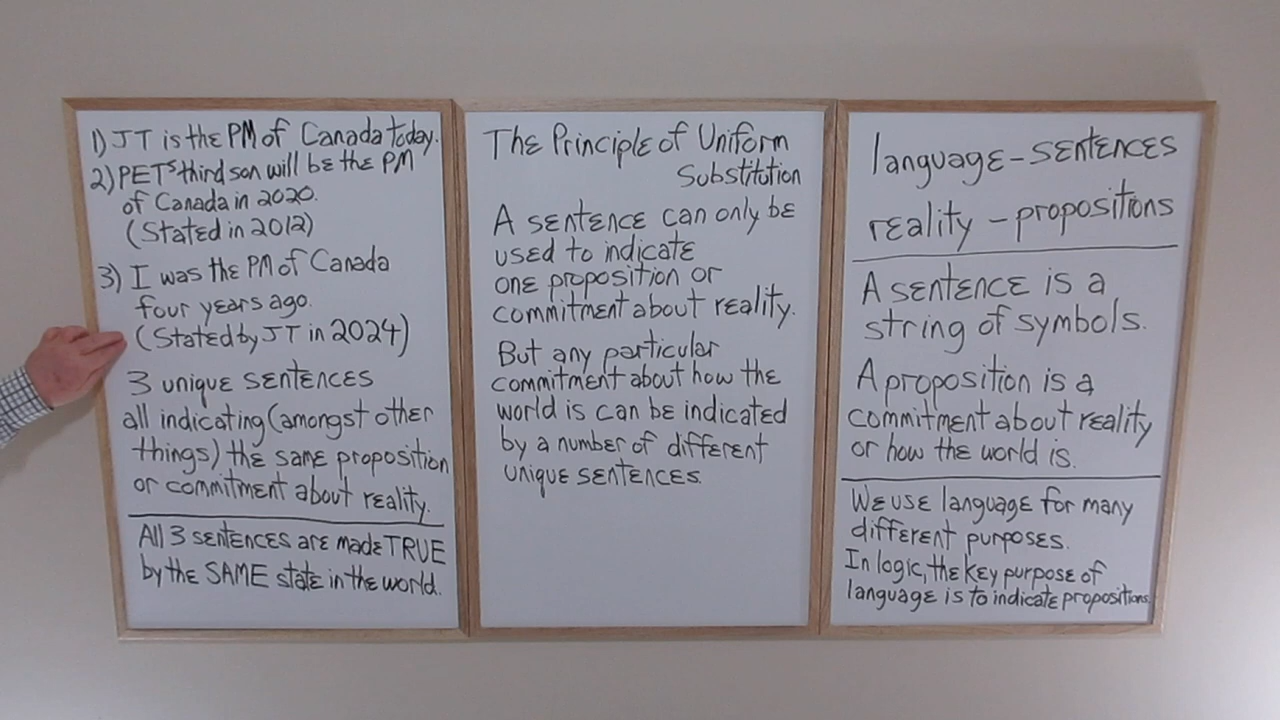 1) JT is the PM of Canada today.
2) PET's third son will be the PM
of Canada in 2020.
(Stated in 2012)
3) I was the PM of Canada
four years ago.
(Stated by JT in 2024)
3 unique sentences
all indicating (amongst other
things) the same proposition
or commitment about reality.
All 3 sentences are made TRUE
by the SAME state in the world.
The Principle of Uniform
Substitution
A sentence can only be
used to indicate
one proposition or
commitment about reality.
But any particular
commitment about how the
world is can be indicated
by a number of different
unique sentences.
language - sentences
reality - propositions
A sentence is a
string of symbols.
A proposition is a
commitment about reality
or how the world is.
We use language for many
different purposes.
In logic, the key purpose of
language is to indicate propositions.